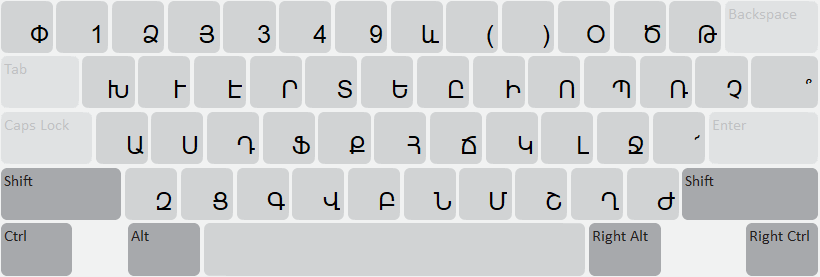 Փ 1 Ձ Յ 3 4 9 և ( ) Օ Ծ Թ Backspace
Tab Խ Ւ Է Ր Տ Ե Ը Ի Ո Պ Ռ Չ ՞
Caps Lock Ա Ս Դ Ֆ Ք Հ Ճ Կ Լ Ջ ՛ Enter
Shift Զ Ց Գ Վ Բ Ն Մ Շ Ղ Ժ Shift
Ctrl Alt Right Alt Right Ctrl